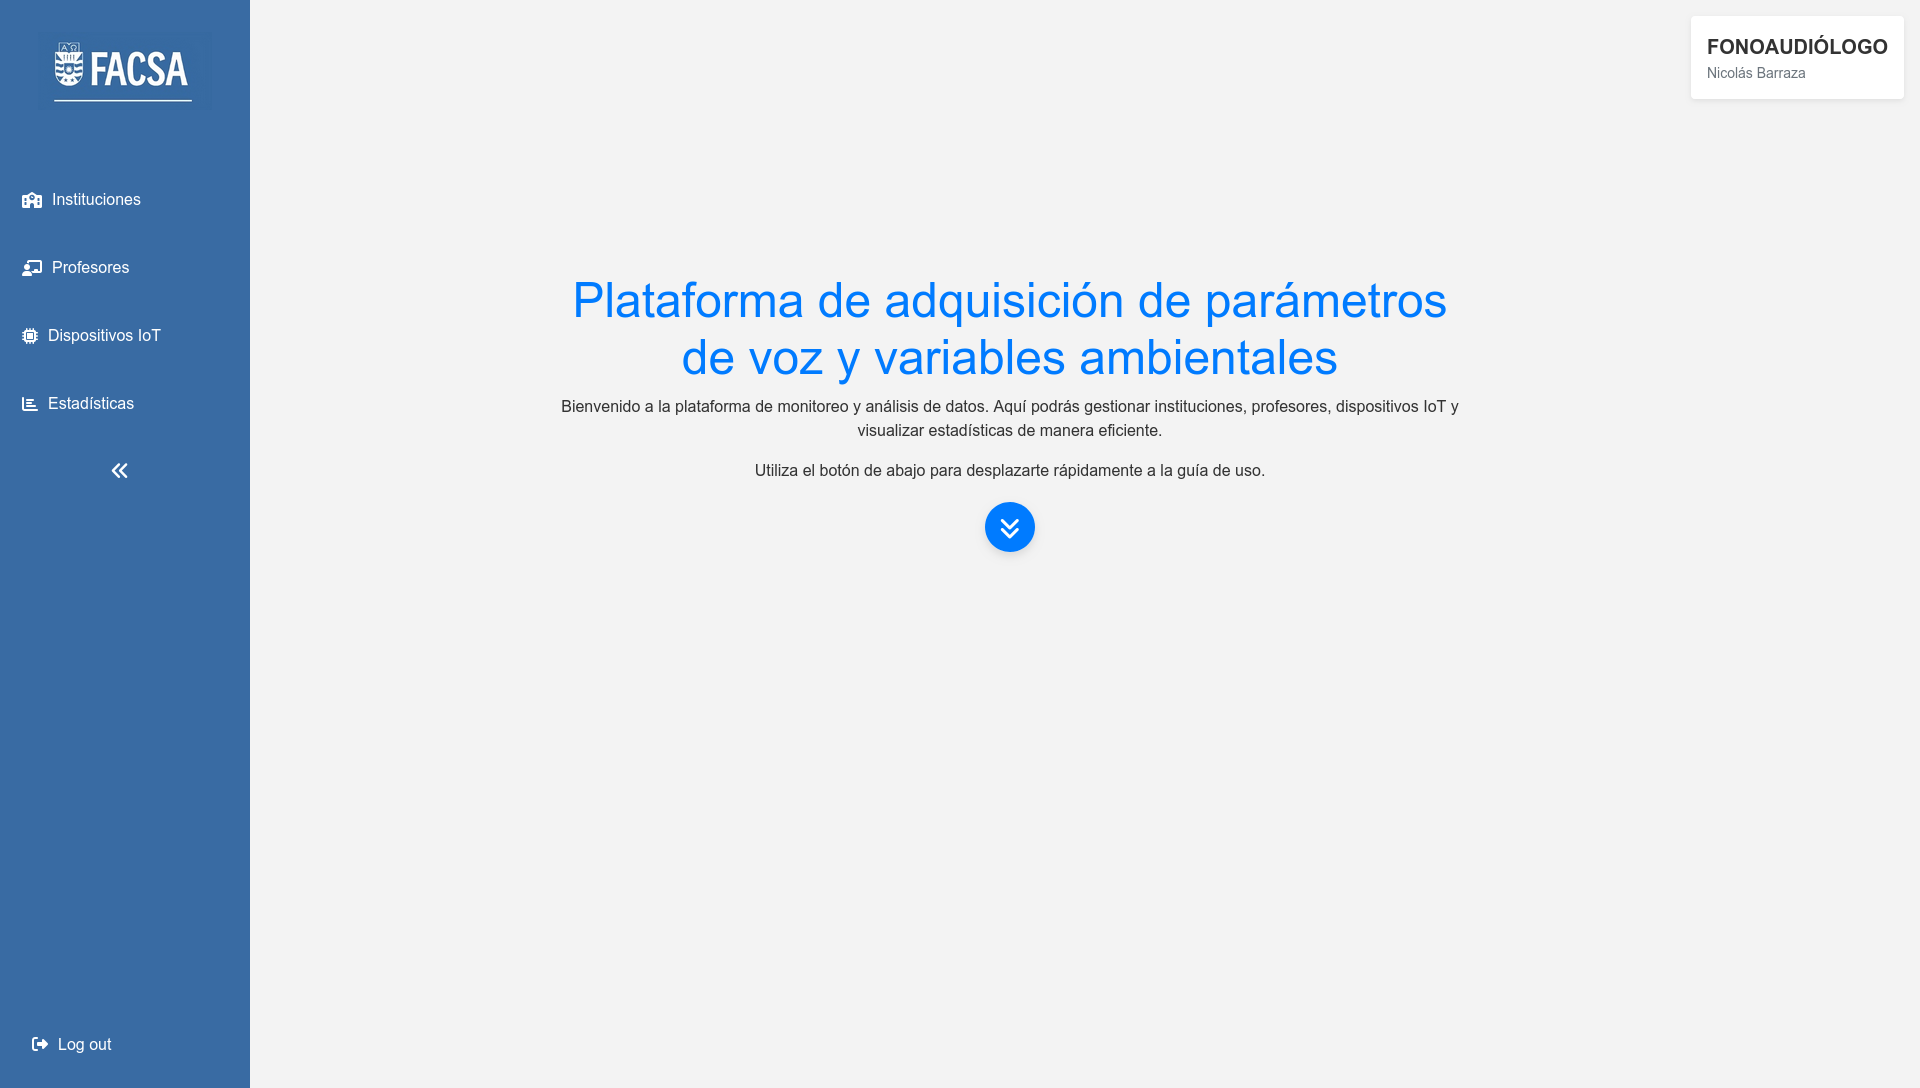 FACSA
Instituciones
Profesores
Dispositivos IoT
Estadísticas
Log out
FONOAUDIÓLOGO
Nicolás Barraza
Plataforma de adquisición de parámetros
de voz y variables ambientales
Bienvenido a la plataforma de monitoreo y análisis de datos. Aquí podrás gestionar instituciones, profesores, dispositivos IoT y
visualizar estadísticas de manera eficiente.
Utiliza el botón de abajo para desplazarte rápidamente a la guía de uso.